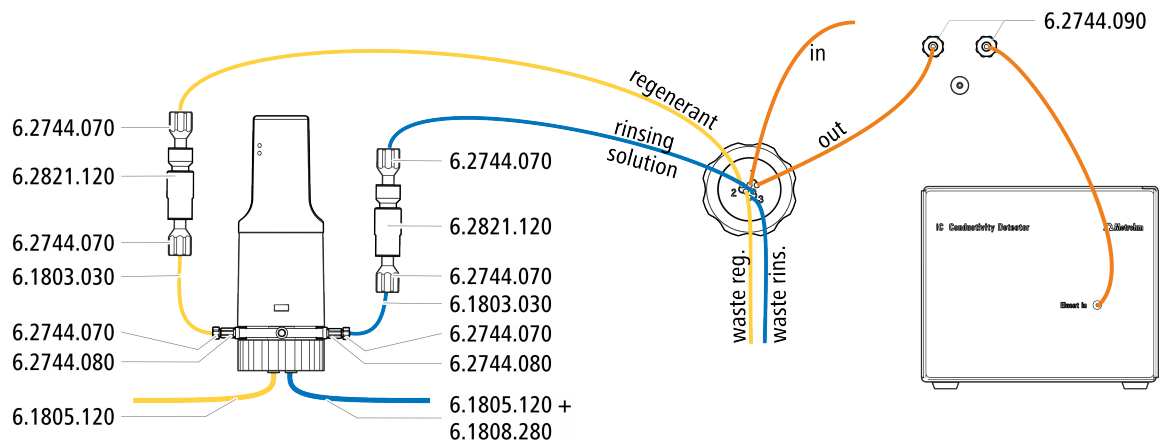 6.2744.070
6.2821.120
6.2744.070
6.1803.030
6.2744.070
6.2744.080
6.1805.120
6.2744.070
6.2821.120
6.2744.070
6.1803.030
6.2744.070
6.2744.080
6.1805.120 +
6.1808.280
regenerant
rinsing
solution
in
out
2
3
waste reg.
waste rins.
6.2744.090
IC Conductivity Detector
Metrohm
Eluent in